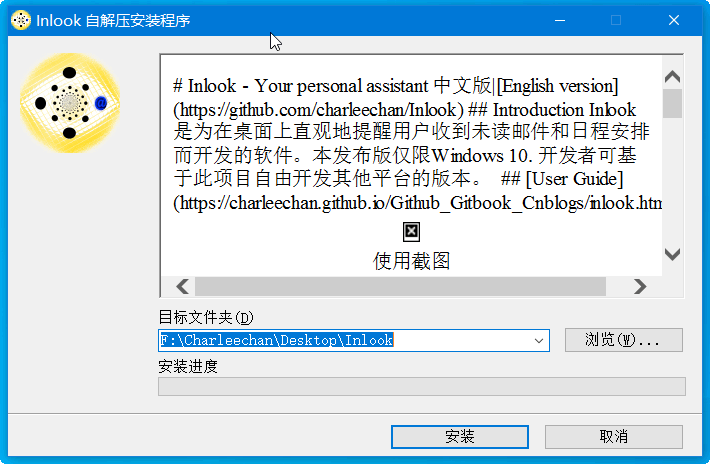 Inlook 自解压安装程序
# Inlook - Your personal assistant 中文版|[English version]
(https://github.com/charleechan/Inlook) ## Introduction Inlook
是为在桌面上直观地提醒用户收到未读邮件和日程安排
而开发的软件。本发布版仅限Windows 10. 开发者可基
于此项目自由开发其他平台的版本。 ## [User Guide]
(https://charleechan.github.io/Github_Gitbook_Cnblogs/inlook.htm
使用截图
目标文件夹(D)
F:\Charleechan\Desktop\Inlook
浏览(W)...
安装进度
安装
取消